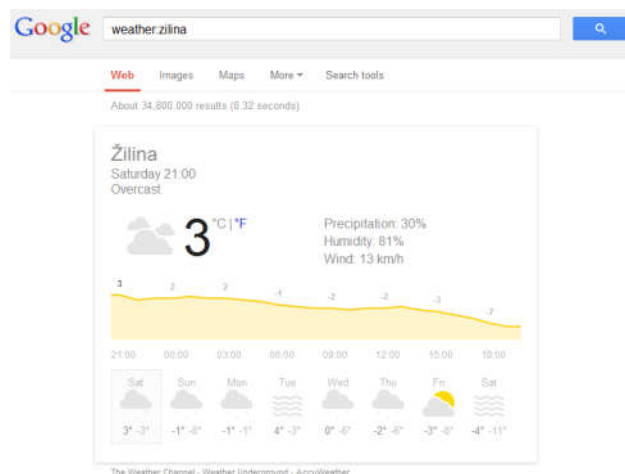 Google weather:zilina
Web Images Maps More Search tools
About 34,800,000 results (0.32 seconds)
Žilina
Saturday 21:00
Overcast
3 °C | °F
Precipitation: 30%
Humidity: 81%
Wind: 13 km/h
3 2 2 -1 -2 -2 -3 -7
21:00 00:00 03:00 06:00 09:00 12:00 15:00 18:00
Sat Sun Mon Tue Wed Thu Fri Sat
3° -3° -1° -6° -1° -1° 4° -3° 0° -6° -2° -6° -3° -8° -4° -11°
The Weather Channel - Weather Underground - AccuWeather